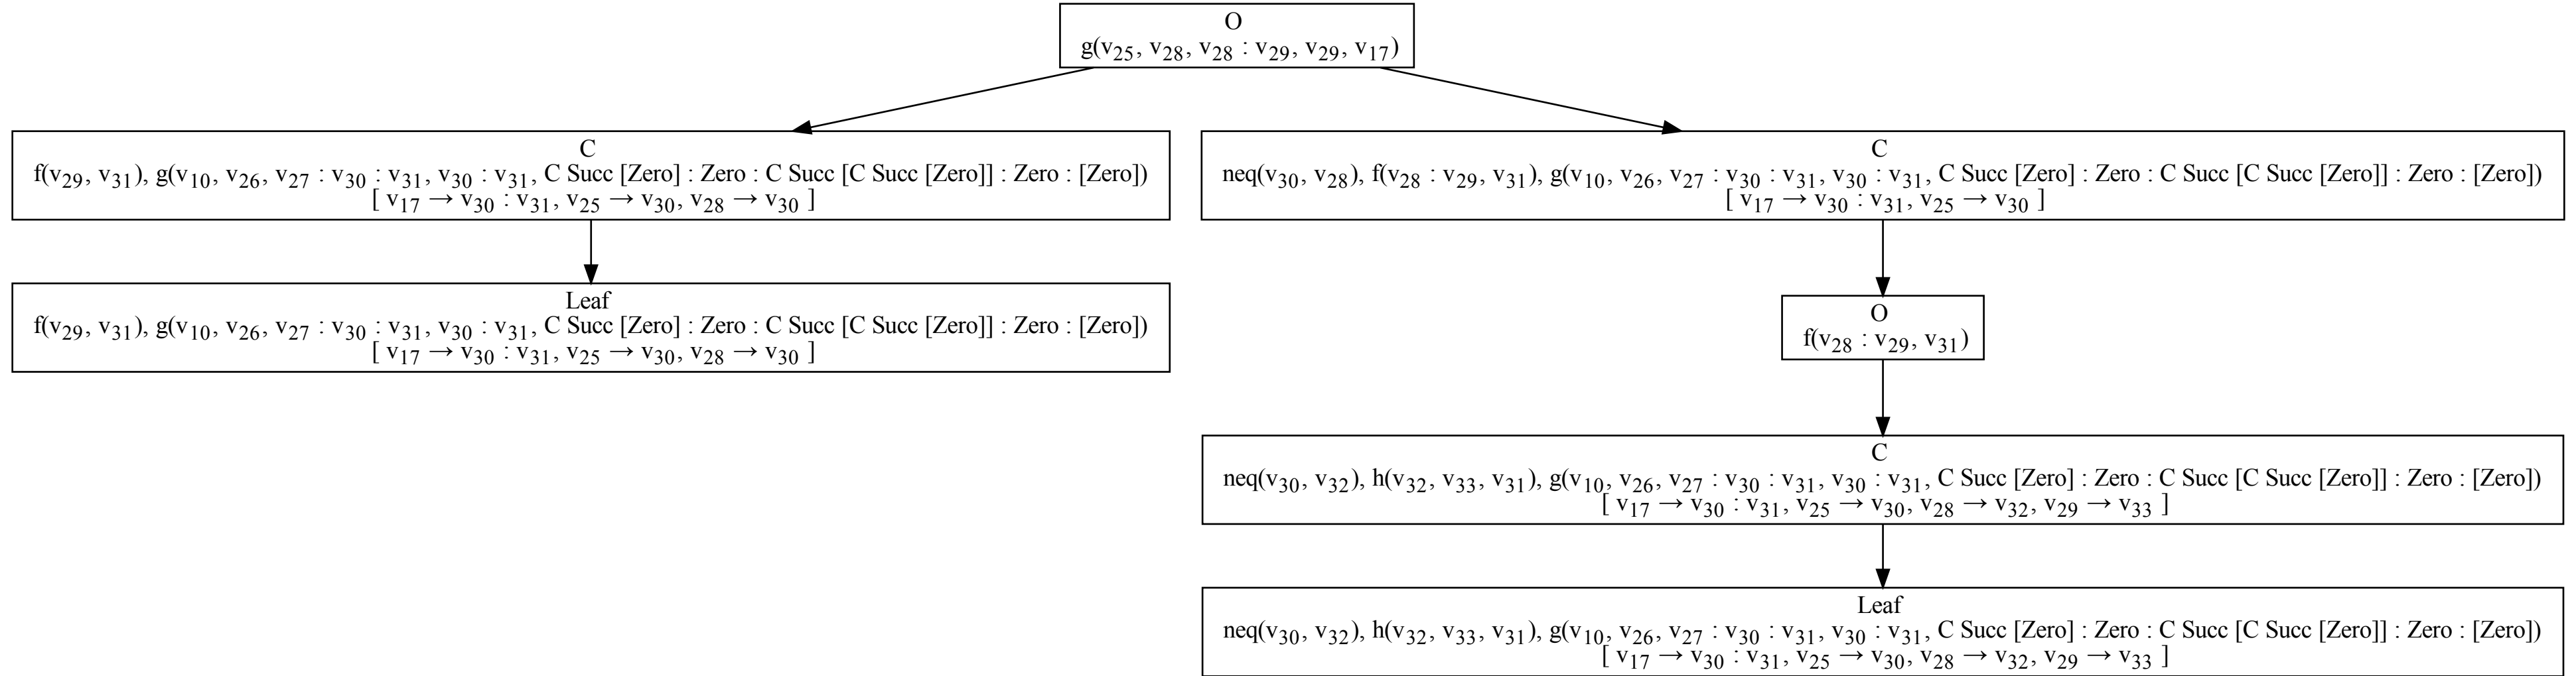 O
g(v₂₅, v₂₈, v₂₈ : v₂₉, v₂₉, v₁₇)
C
f(v₂₉, v₃₁), g(v₁₀, v₂₆, v₂₇ : v₃₀ : v₃₁, v₃₀ : v₃₁, C Succ [Zero] : Zero : C Succ [C Succ [Zero]] : Zero : [Zero])
[ v₁₇ → v₃₀ : v₃₁, v₂₅ → v₃₀, v₂₈ → v₃₀ ]
C
neq(v₃₀, v₂₈), f(v₂₈ : v₂₉, v₃₁), g(v₁₀, v₂₆, v₂₇ : v₃₀ : v₃₁, v₃₀ : v₃₁, C Succ [Zero] : Zero : C Succ [C Succ [Zero]] : Zero : [Zero])
[ v₁₇ → v₃₀ : v₃₁, v₂₅ → v₃₀ ]
Leaf
f(v₂₉, v₃₁), g(v₁₀, v₂₆, v₂₇ : v₃₀ : v₃₁, v₃₀ : v₃₁, C Succ [Zero] : Zero : C Succ [C Succ [Zero]] : Zero : [Zero])
[ v₁₇ → v₃₀ : v₃₁, v₂₅ → v₃₀, v₂₈ → v₃₀ ]
O
f(v₂₈ : v₂₉, v₃₁)
C
neq(v₃₀, v₃₂), h(v₃₂, v₃₃, v₃₁), g(v₁₀, v₂₆, v₂₇ : v₃₀ : v₃₁, v₃₀ : v₃₁, C Succ [Zero] : Zero : C Succ [C Succ [Zero]] : Zero : [Zero])
[ v₁₇ → v₃₀ : v₃₁, v₂₅ → v₃₀, v₂₈ → v₃₂, v₂₉ → v₃₃ ]
Leaf
neq(v₃₀, v₃₂), h(v₃₂, v₃₃, v₃₁), g(v₁₀, v₂₆, v₂₇ : v₃₀ : v₃₁, v₃₀ : v₃₁, C Succ [Zero] : Zero : C Succ [C Succ [Zero]] : Zero : [Zero])
[ v₁₇ → v₃₀ : v₃₁, v₂₅ → v₃₀, v₂₈ → v₃₂, v₂₉ → v₃₃ ]